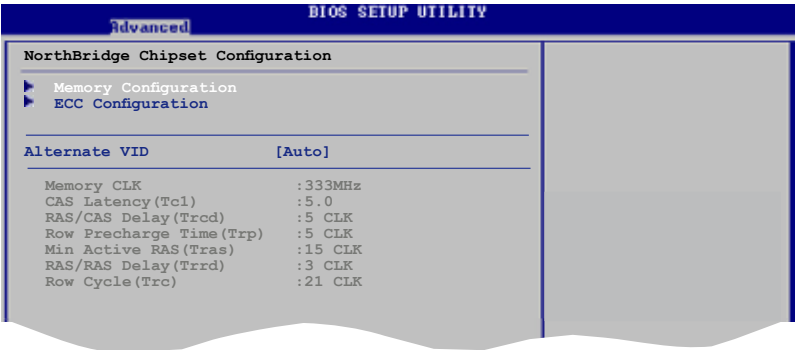 BIOS SETUP UTILITY
Advanced
NorthBridge Chipset Configuration
Memory Configuration
ECC Configuration
Alternate VID [Auto]
Memory CLK :333MHz
CAS Latency(Tcl) :5.0
RAS/CAS Delay(Trcd) :5 CLK
Row Precharge Time(Trp) :5 CLK
Min Active RAS(Tras) :15 CLK
RAS/RAS Delay(Trrd) :3 CLK
Row Cycle(Trc) :21 CLK